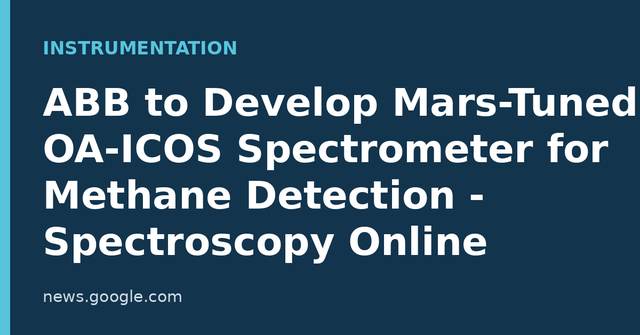 INSTRUMENTATION
ABB to Develop Mars-Tuned
OA-ICOS Spectrometer for
Methane Detection -
Spectroscopy Online
news.google.com